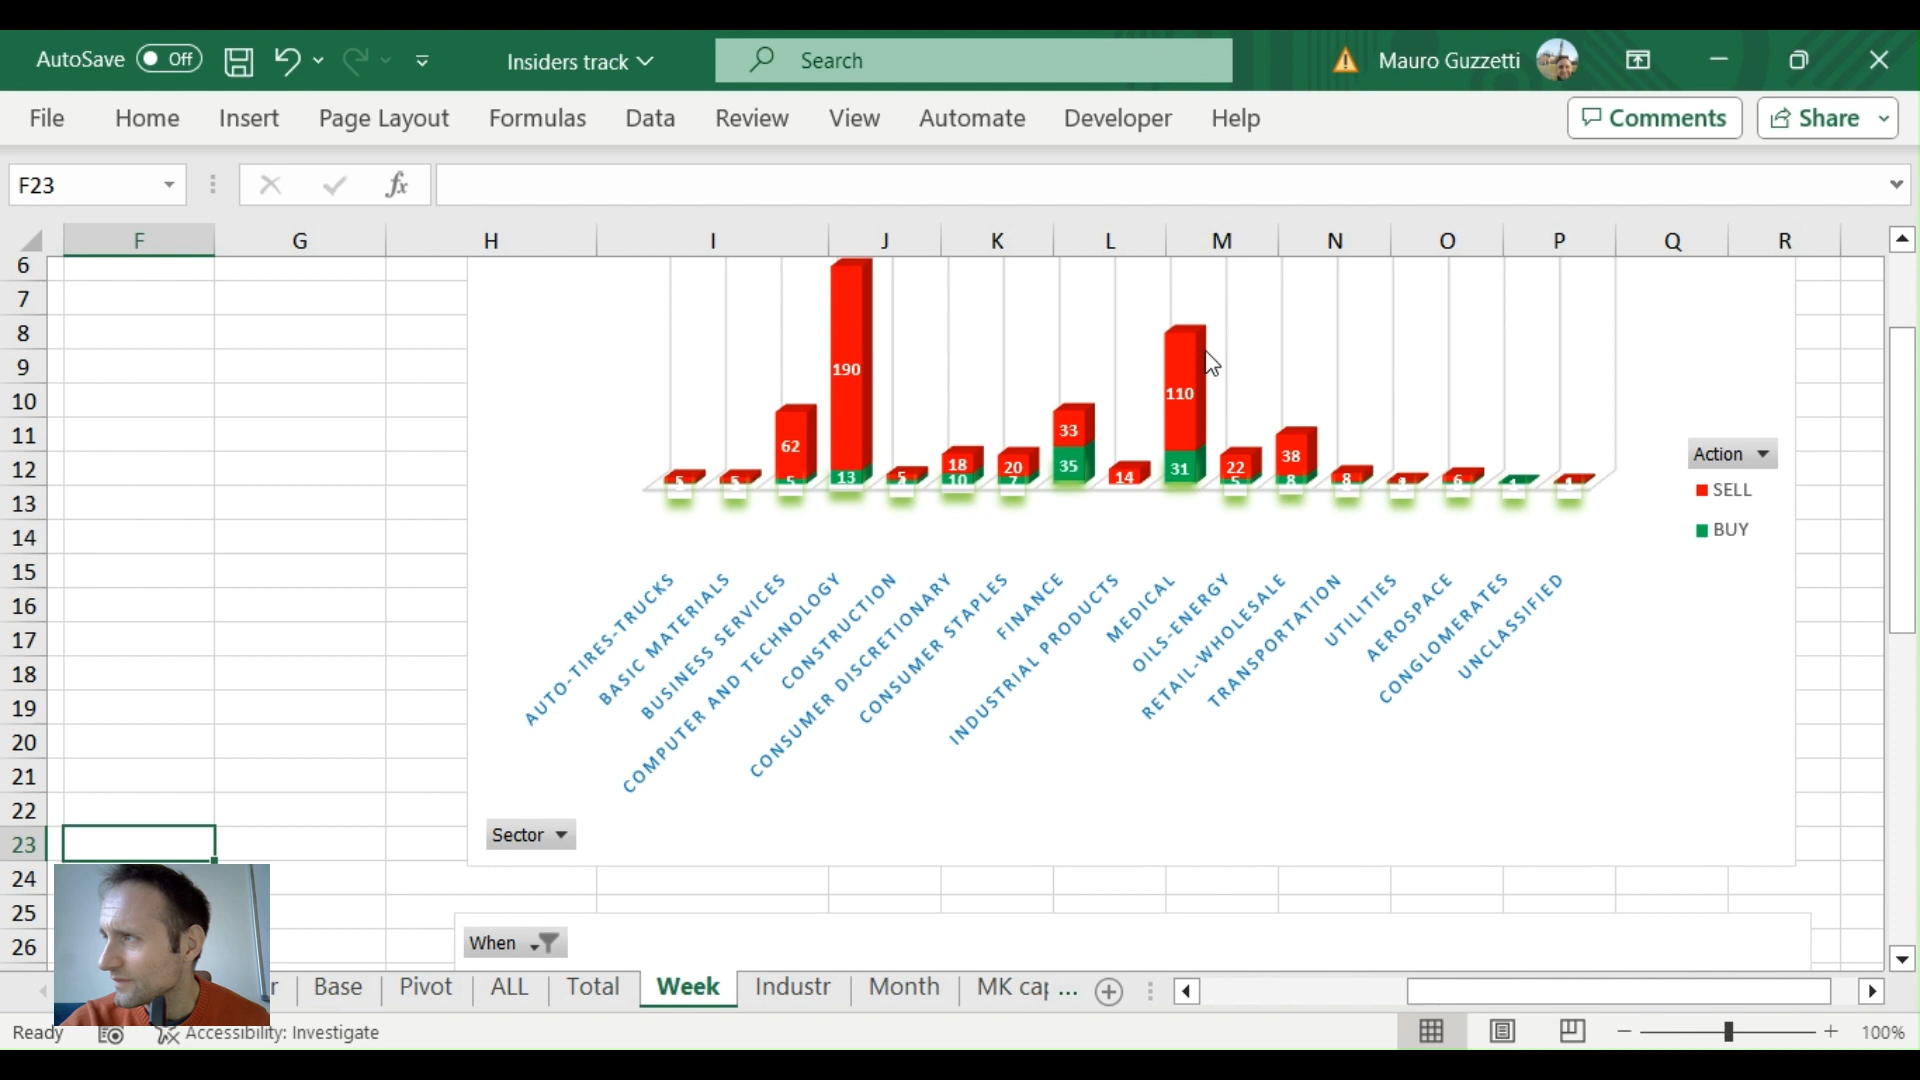 AutoSave Off
Insiders track
Search
Mauro Guzzetti
File Home Insert Page Layout Formulas Data Review View Automate Developer Help
Comments Share
F23
fx
F G H I J K L M N O P Q R
6
7
8
9
10
11
12
13
14
15
16
17
18
19
20
21
22
23
24
25
26
190
110
62
33
38
18
20
35
14
31
22
13
5
10
7
5
8
8
6
1
Action
SELL
BUY
AUTO-TIRES-TRUCKS
BASIC MATERIALS
BUSINESS SERVICES
COMPUTER AND TECHNOLOGY
CONSTRUCTION
CONSUMER DISCRETIONARY
CONSUMER STAPLES
FINANCE
INDUSTRIAL PRODUCTS
MEDICAL
OILS-ENERGY
RETAIL-WHOLESALE
TRANSPORTATION
UTILITIES
AEROSPACE
CONGLOMERATES
UNCLASSIFIED
Sector
When
r Base Pivot ALL Total Week Industr Month MK cap ...
Ready
Accessibility: Investigate
100%